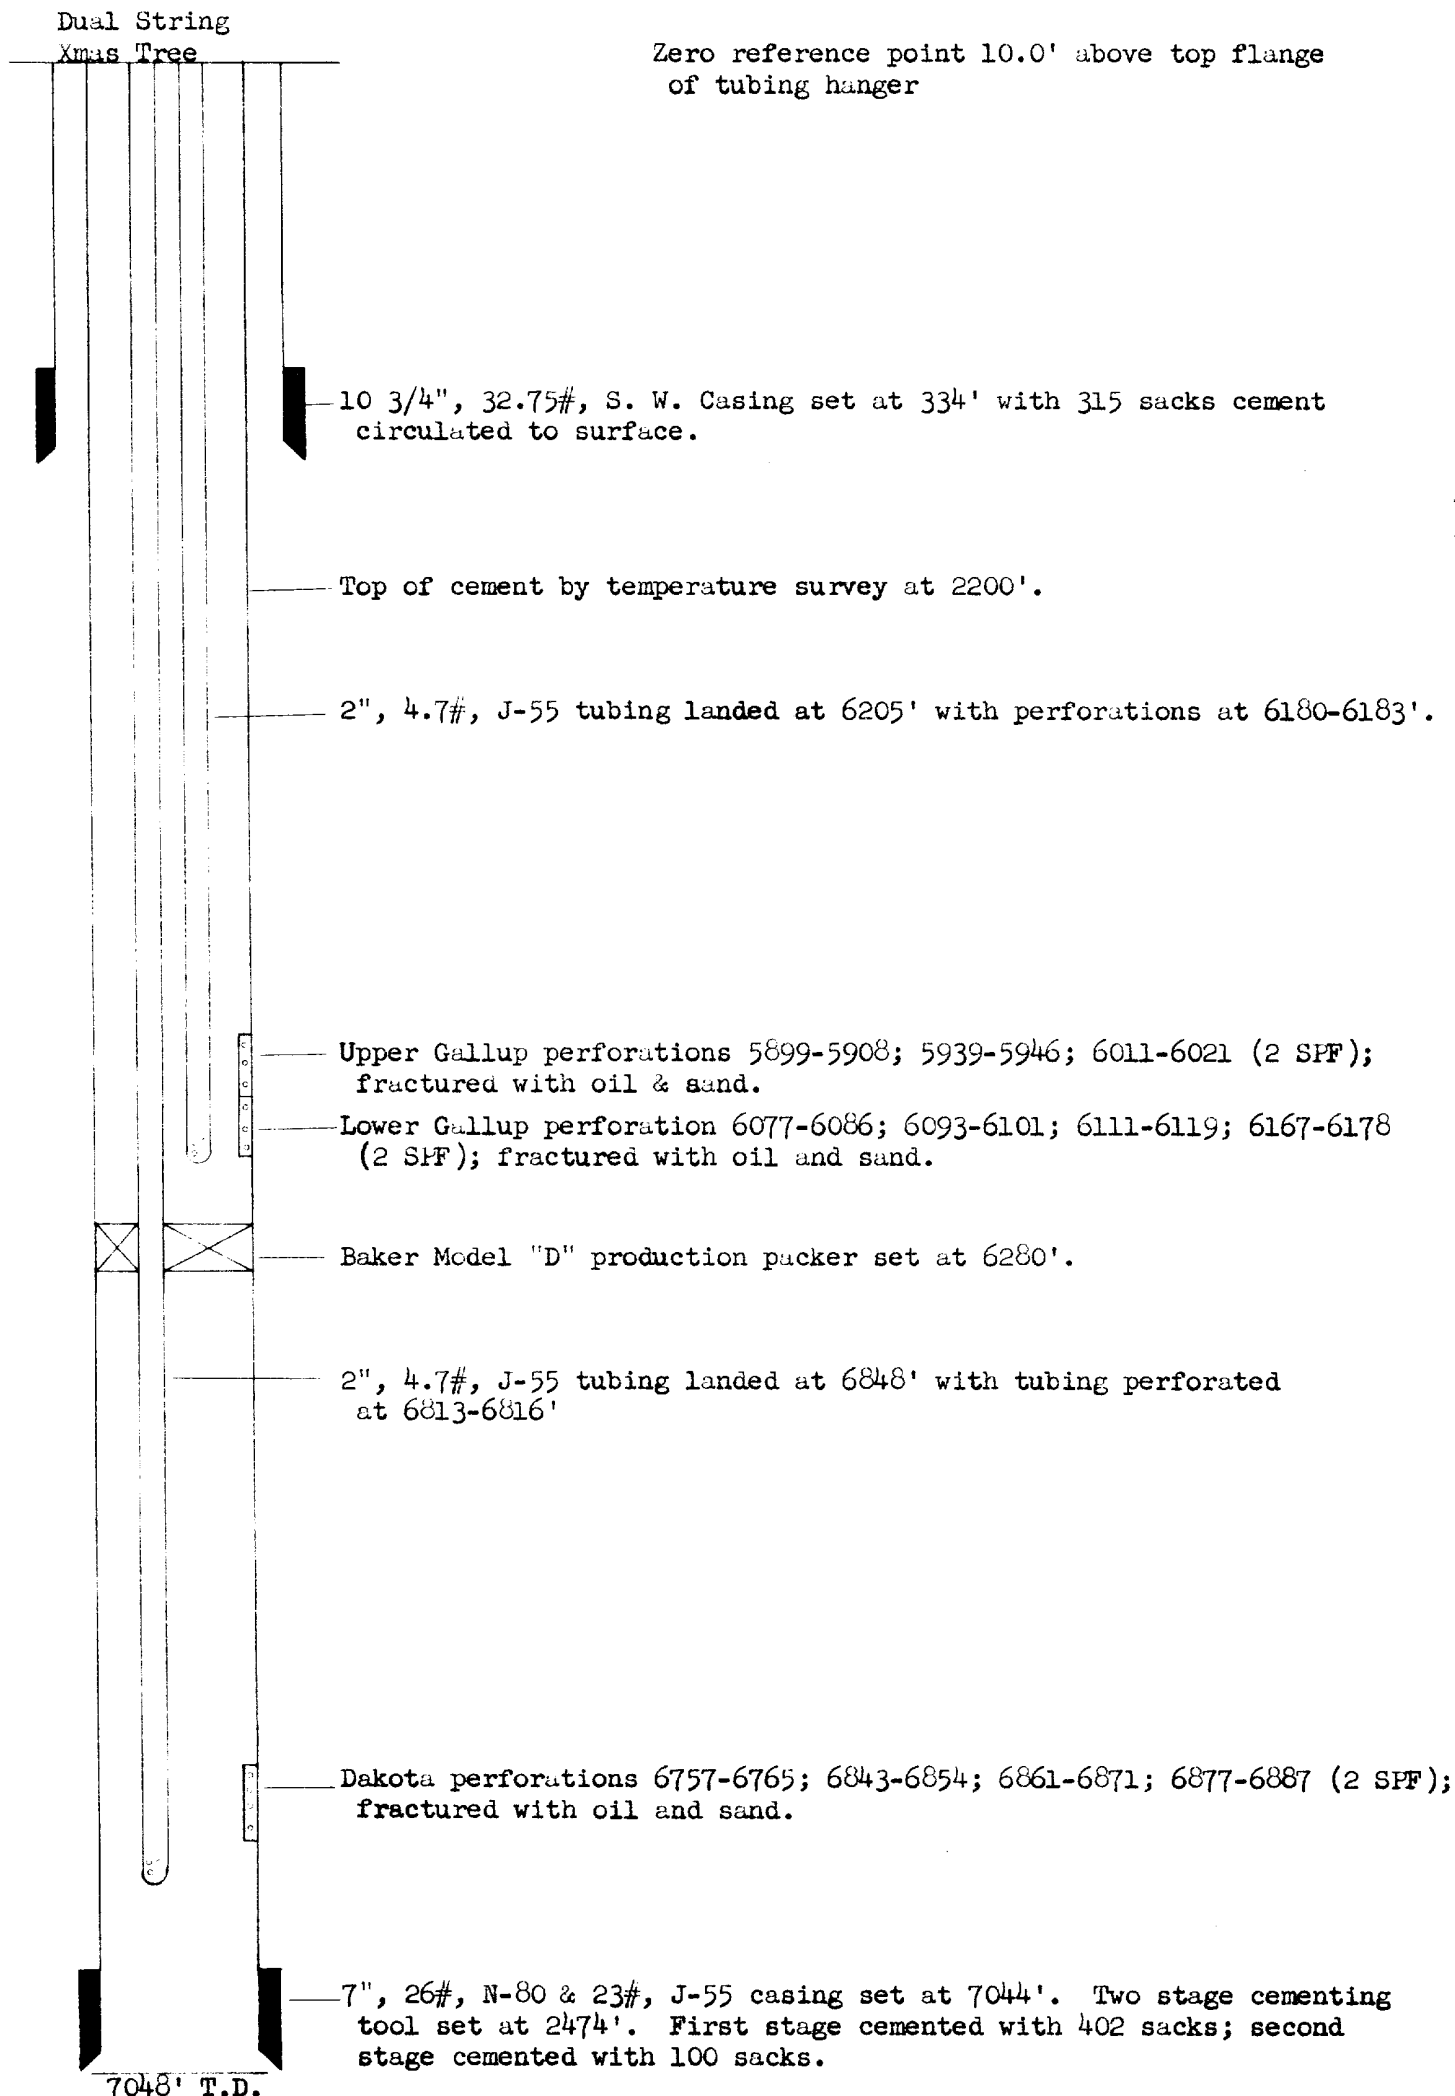 Dual String
Xmas Tree
Zero reference point 10.0' above top flange
of tubing hanger
10 3/4", 32.75#, S. W. Casing set at 334' with 315 sacks cement
circulated to surface.
Top of cement by temperature survey at 2200'.
2", 4.7#, J-55 tubing landed at 6205' with perforations at 6180-6183'.
Upper Gallup perforations 5899-5908; 5939-5946; 6011-6021 (2 SPF);
fractured with oil & sand.
Lower Gallup perforation 6077-6086; 6093-6101; 6111-6119; 6167-6178
(2 SPF); fractured with oil and sand.
Baker Model "D" production packer set at 6280'.
2", 4.7#, J-55 tubing landed at 6848' with tubing perforated
at 6813-6816'
Dakota perforations 6757-6765; 6843-6854; 6861-6871; 6877-6887 (2 SPF);
fractured with oil and sand.
7", 26#, N-80 & 23#, J-55 casing set at 7044'. Two stage cementing
tool set at 2474'. First stage cemented with 402 sacks; second
stage cemented with 100 sacks.
7048' T.D.